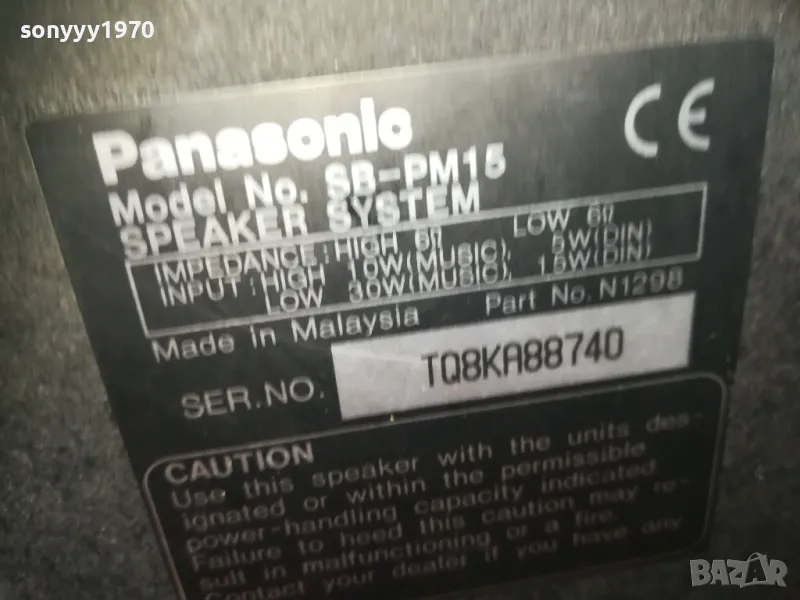 sonyyy1970
Panasonic
CE
Model No. SB-PM15
SPEAKER SYSTEM
IMPEDANCE: HIGH 6Ω LOW 6Ω
INPUT: HIGH 10W(MUSIC), 5W(DIN)
LOW 30W(MUSIC), 15W(DIN)
Made in Malaysia Part No. N1298
SER.NO. TQ8KA88740
CAUTION
Use this speaker with the units des-
ignated or within the permissible
power-handling capacity indicated.
Failure to heed this caution may re-
sult in malfunctioning or a fire.
Contact your dealer if you have any
BAZAR